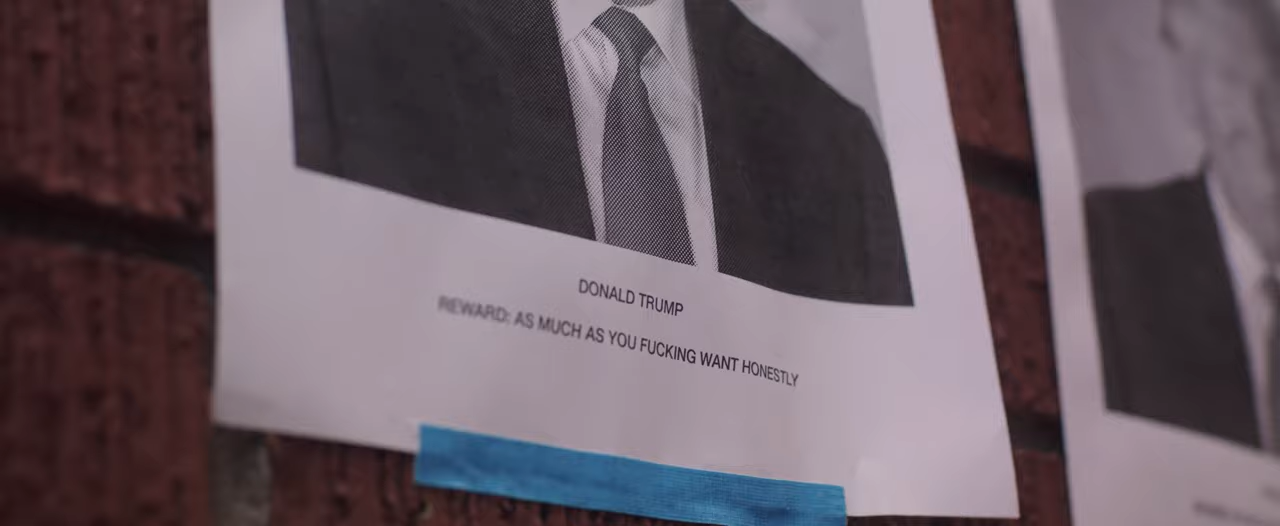 DONALD TRUMP
REWARD: AS MUCH AS YOU FUCKING WANT HONESTLY